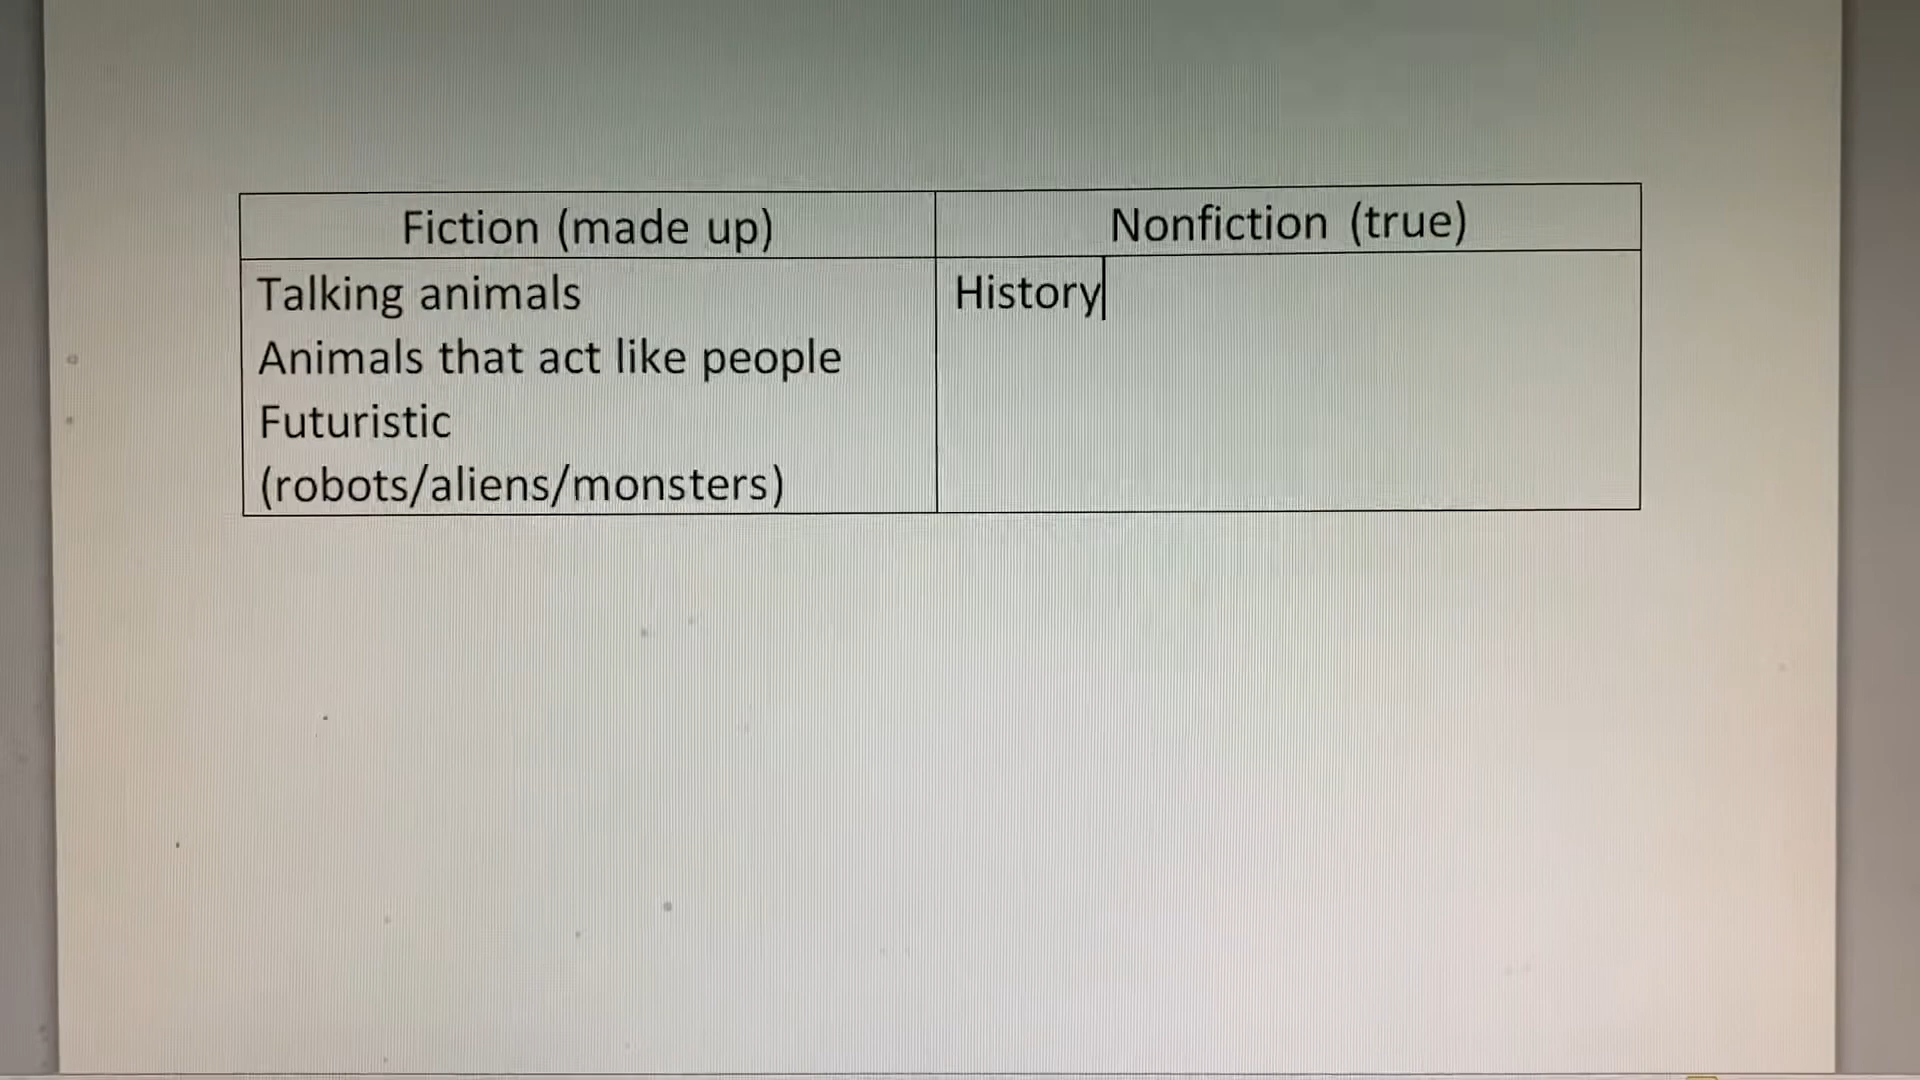 Fiction (made up)
Nonfiction (true)
Talking animals
Animals that act like people
Futuristic
(robots/aliens/monsters)
History